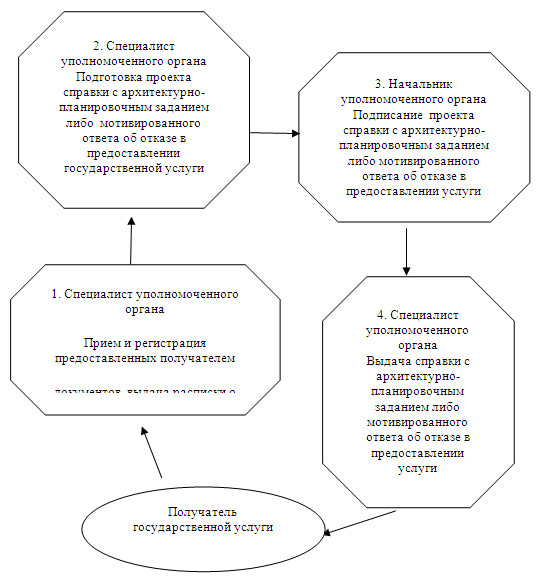 2. Специалист
уполномоченного органа
Подготовка проекта
справки с архитектурно-
планировочным заданием
либо мотивированного
ответа об отказе в
предоставлении
государственной услуги
3. Начальник
уполномоченного органа
Подписание проекта
справки с архитектурно-
планировочным заданием
либо мотивированного
ответа об отказе в
предоставлении услуги
1. Специалист уполномоченного
органа
Прием и регистрация
предоставленных получателем
документов, выдача расписки о
4. Специалист
уполномоченного
органа
Выдача справки с
архитектурно-
планировочным
заданием либо
мотивированного
ответа об отказе в
предоставлении
услуги
Получатель
государственной услуги